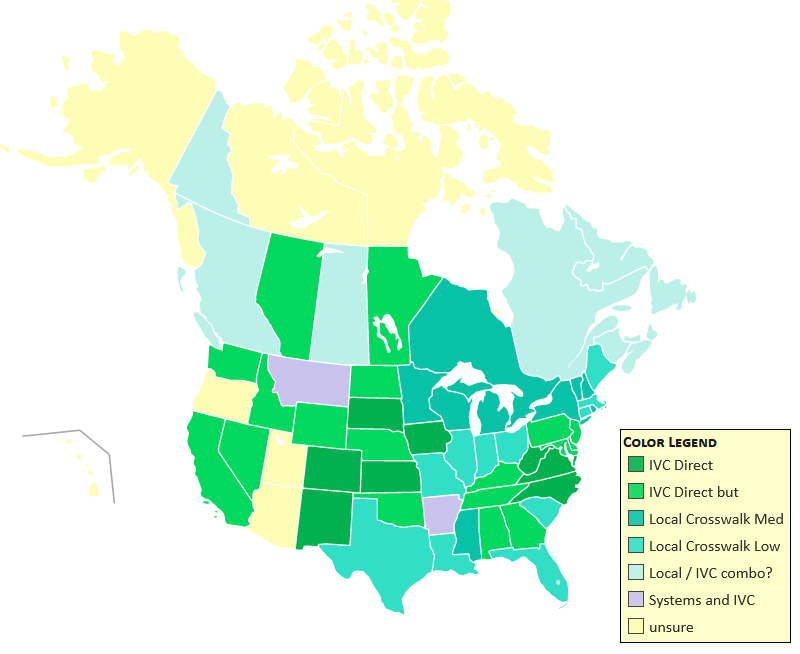 Color Legend
IVC Direct
IVC Direct but
Local Crosswalk Med
Local Crosswalk Low
Local / IVC combo?
Systems and IVC
unsure